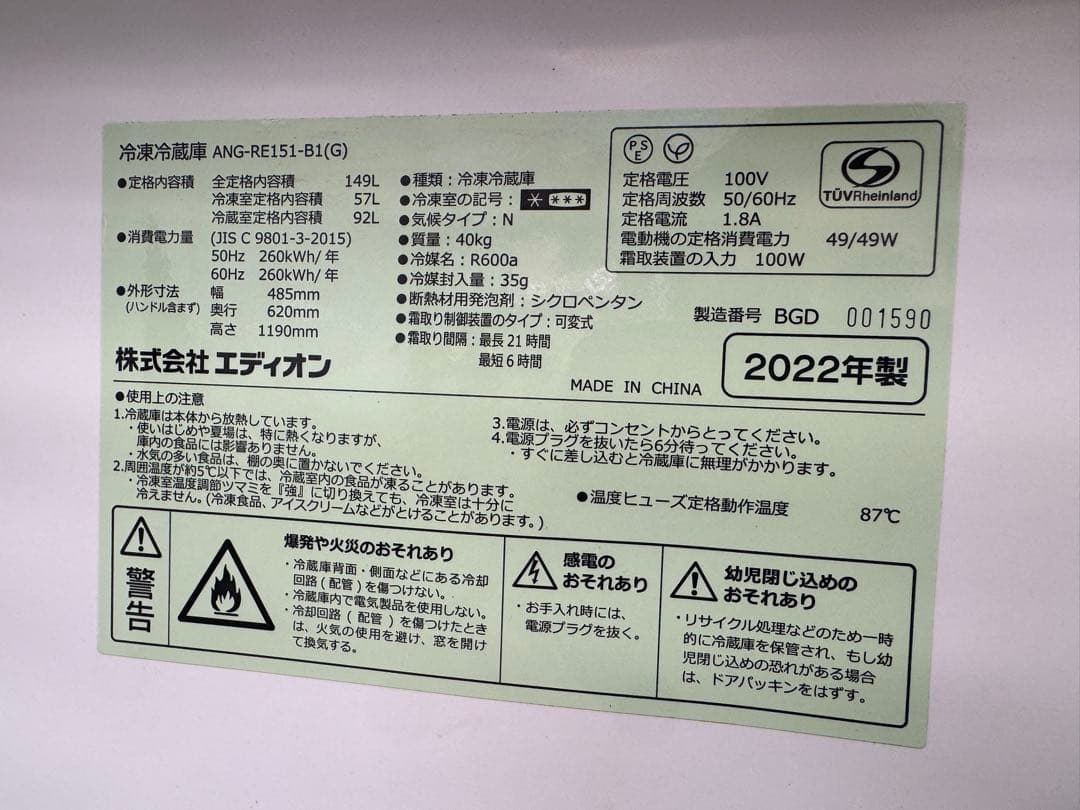 冷凍冷蔵庫 ANG-RE151-B1(G)
●定格内容積 全定格内容積 149L
冷凍室定格内容積 57L
冷蔵室定格内容積 92L
●消費電力量 (JIS C 9801-3-2015)
50Hz 260kWh/年
60Hz 260kWh/年
●外形寸法 幅 485mm
(ハンドル含まず) 奥行 620mm
高さ 1190mm
株式会社 エディオン
●種類：冷凍冷蔵庫
●冷凍室の記号：* ***
●気候タイプ：N
●質量：40kg
●冷媒名：R600a
●冷媒封入量：35g
●断熱材用発泡剤：シクロペンタン
●霜取り制御装置のタイプ：可変式
●霜取り間隔：最長 21 時間
最短 6 時間
MADE IN CHINA
PSE
定格電圧 100V
定格周波数 50/60Hz
定格電流 1.8A
電動機の定格消費電力 49/49W
霜取装置の入力 100W
TÜVRheinland
製造番号 BGD 001590
2022年製
●使用上の注意
1.冷蔵庫は本体から放熱しています。
・使いはじめや夏場は、特に熱くなりますが、
庫内の食品には影響ありません。
・水気の多い食品は、棚の奥に置かないでください。
2.周囲温度が約5℃以下では、冷蔵室内の食品が凍ることがあります。
・冷凍室温度調節ツマミを『強』に切り換えても、冷凍室は十分に
冷えません。(冷凍食品、アイスクリームなどがとけることがあります。)
3.電源は、必ずコンセントからとってください。
4.電源プラグを抜いたら6分待ってください。
・すぐに差し込むと冷蔵庫に無理がかかります。
●温度ヒューズ定格動作温度 87℃
警告
爆発や火災のおそれあり
・冷蔵庫背面・側面などにある冷却
回路(配管)を傷つけない。
・冷蔵庫内で電気製品を使用しない。
・冷却回路(配管)を傷つけたとき
は、火気の使用を避け、窓を開け
て換気する。
感電の
おそれあり
・お手入れ時には、
電源プラグを抜く。
幼児閉じ込めの
おそれあり
・リサイクル処理などのため一時
的に冷蔵庫を保管され、もし幼
児閉じ込めの恐れがある場合
は、ドアパッキンをはずす。